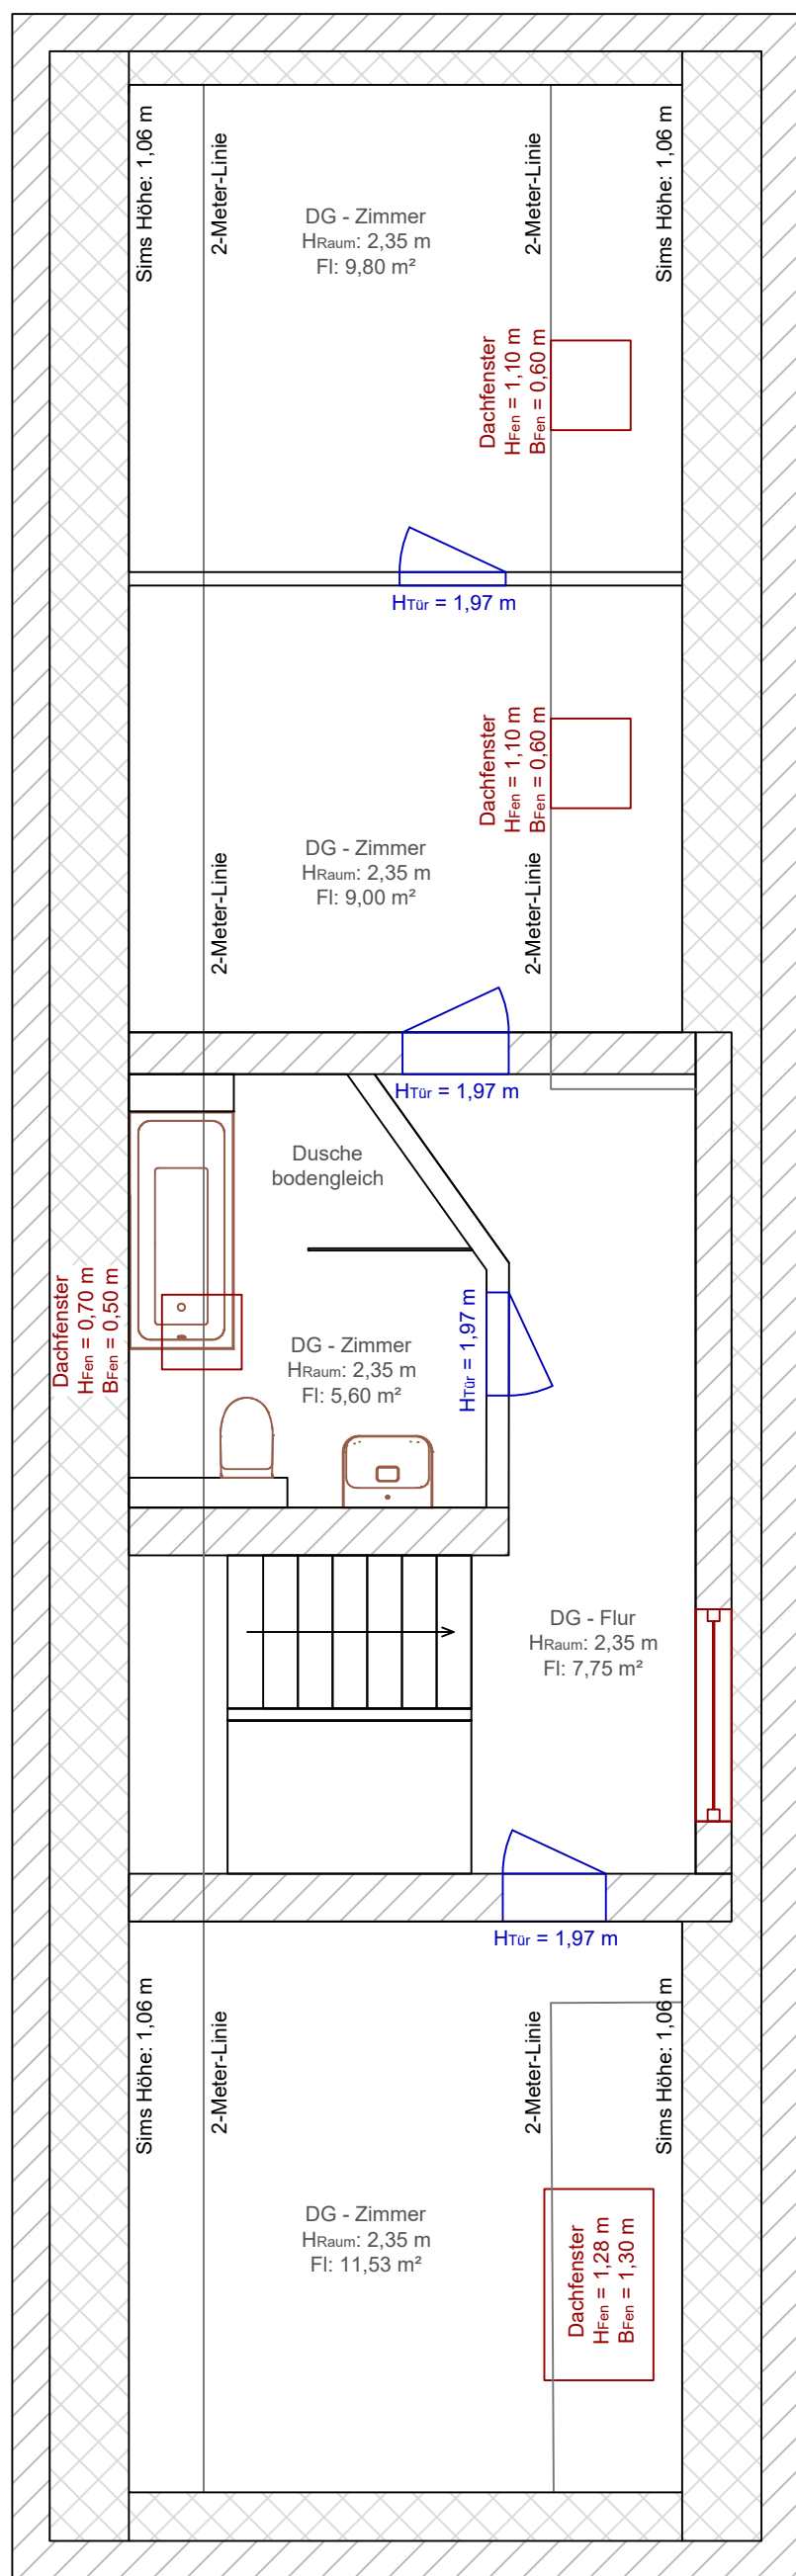 Sims Höhe: 1,06 m
2-Meter-Linie
DG - Zimmer
HRaum: 2,35 m
Fl: 9,80 m²
2-Meter-Linie
Sims Höhe: 1,06 m
Dachfenster
HFen = 1,10 m
BFen = 0,60 m
HTür = 1,97 m
Dachfenster
HFen = 1,10 m
BFen = 0,60 m
DG - Zimmer
HRaum: 2,35 m
Fl: 9,00 m²
2-Meter-Linie
2-Meter-Linie
HTür = 1,97 m
Dusche
bodengleich
Dachfenster
HFen = 0,70 m
BFen = 0,50 m
DG - Zimmer
HRaum: 2,35 m
Fl: 5,60 m²
HTür = 1,97 m
DG - Flur
HRaum: 2,35 m
Fl: 7,75 m²
HTür = 1,97 m
Sims Höhe: 1,06 m
2-Meter-Linie
2-Meter-Linie
Sims Höhe: 1,06 m
DG - Zimmer
HRaum: 2,35 m
Fl: 11,53 m²
Dachfenster
HFen = 1,28 m
BFen = 1,30 m